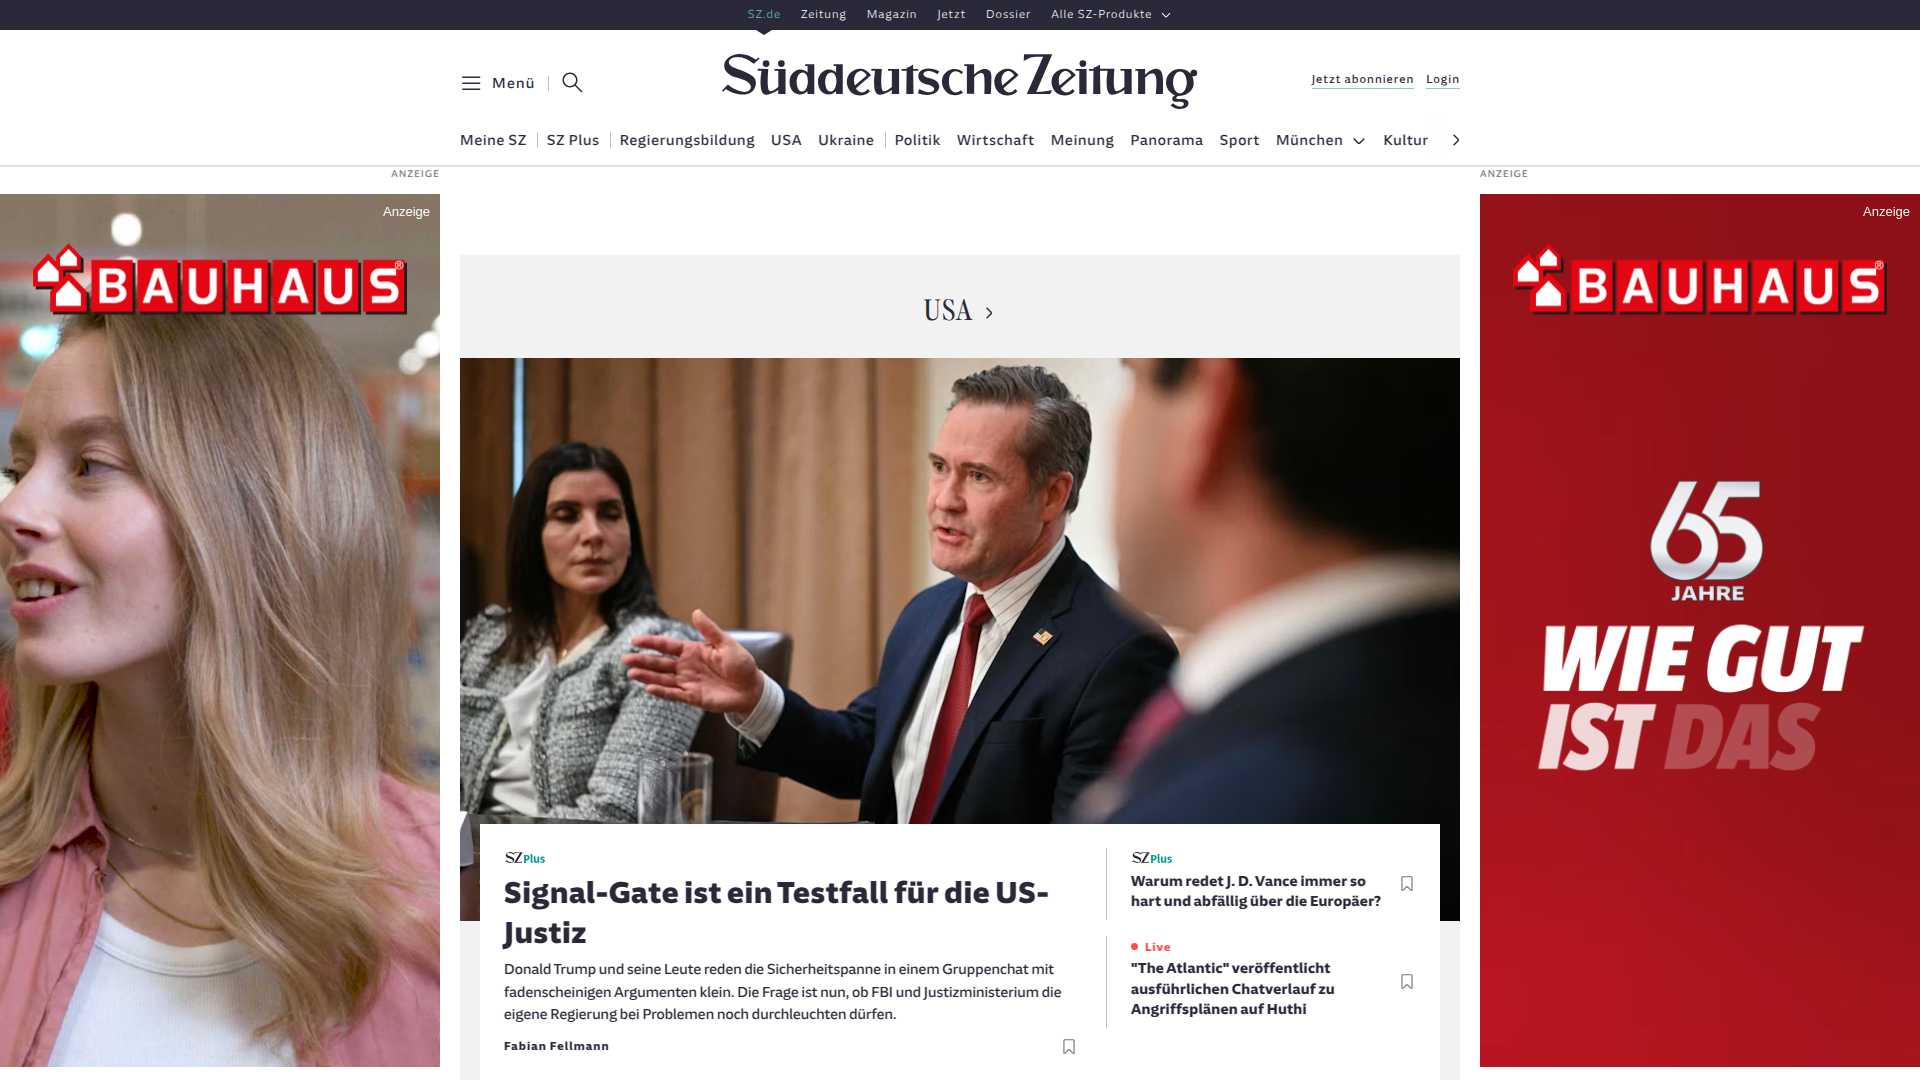 SZ.de Zeitung Magazin Jetzt Dossier Alle SZ-Produkte
Menü
Süddeutsche Zeitung
Jetzt abonnieren Login
Meine SZ SZ Plus Regierungsbildung USA Ukraine Politik Wirtschaft Meinung Panorama Sport München Kultur
ANZEIGE
ANZEIGE
Anzeige
BAUHAUS®
USA
Anzeige
BAUHAUS®
65
JAHRE
WIE GUT
IST DAS
SZ Plus
Signal-Gate ist ein Testfall für die US-
Justiz
Donald Trump und seine Leute reden die Sicherheitspanne in einem Gruppenchat mit
fadenscheinigen Argumenten klein. Die Frage ist nun, ob FBI und Justizministerium die
eigene Regierung bei Problemen noch durchleuchten dürfen.
Fabian Fellmann
SZ Plus
Warum redet J. D. Vance immer so
hart und abfällig über die Europäer?
Live
"The Atlantic" veröffentlicht
ausführlichen Chatverlauf zu
Angriffsplänen auf Huthi